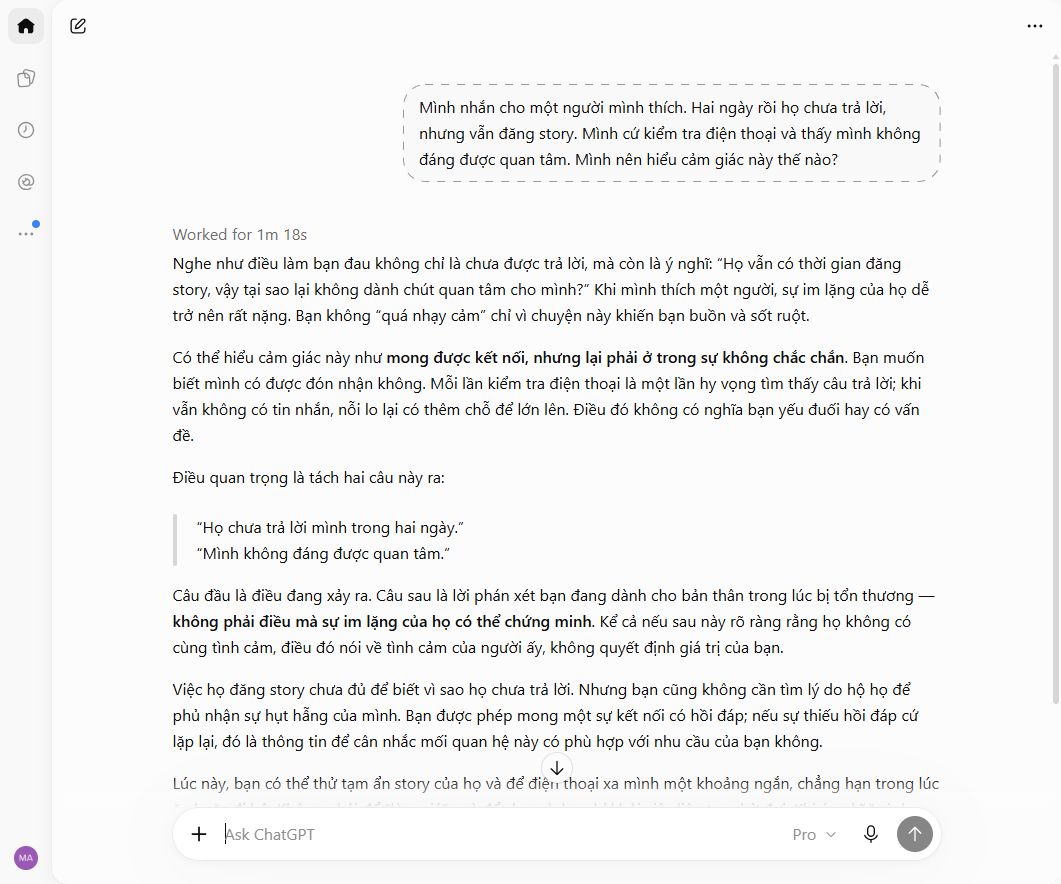 Mình nhắn cho một người mình thích. Hai ngày rồi họ chưa trả lời,
nhưng vẫn đăng story. Mình cứ kiểm tra điện thoại và thấy mình không
đáng được quan tâm. Mình nên hiểu cảm giác này thế nào?
Worked for 1m 18s
Nghe như điều làm bạn đau không chỉ là chưa được trả lời, mà còn là ý nghĩ: “Họ vẫn có thời gian đăng
story, vậy tại sao lại không dành chút quan tâm cho mình?” Khi mình thích một người, sự im lặng của họ dễ
trở nên rất nặng. Bạn không “quá nhạy cảm” chỉ vì chuyện này khiến bạn buồn và sốt ruột.
Có thể hiểu cảm giác này như mong được kết nối, nhưng lại phải ở trong sự không chắc chắn. Bạn muốn
biết mình có được đón nhận không. Mỗi lần kiểm tra điện thoại là một lần hy vọng tìm thấy câu trả lời; khi
vẫn không có tin nhắn, nỗi lo lại có thêm chỗ để lớn lên. Điều đó không có nghĩa bạn yếu đuối hay có vấn
đề.
Điều quan trọng là tách hai câu này ra:
“Họ chưa trả lời mình trong hai ngày.”
“Mình không đáng được quan tâm.”
Câu đầu là điều đang xảy ra. Câu sau là lời phán xét bạn đang dành cho bản thân trong lúc bị tổn thương —
không phải điều mà sự im lặng của họ có thể chứng minh. Kể cả nếu sau này rõ ràng rằng họ không có
cùng tình cảm, điều đó nói về tình cảm của người ấy, không quyết định giá trị của bạn.
Việc họ đăng story chưa đủ để biết vì sao họ chưa trả lời. Nhưng bạn cũng không cần tìm lý do hộ họ để
phủ nhận sự hụt hẫng của mình. Bạn được phép mong một sự kết nối có hồi đáp; nếu sự thiếu hồi đáp cứ
lặp lại, đó là thông tin để cân nhắc mối quan hệ này có phù hợp với nhu cầu của bạn không.
Lúc này, bạn có thể thử tạm ẩn story của họ và để điện thoại xa mình một khoảng ngắn, chẳng hạn trong lúc
Ask ChatGPT
Pro
MA